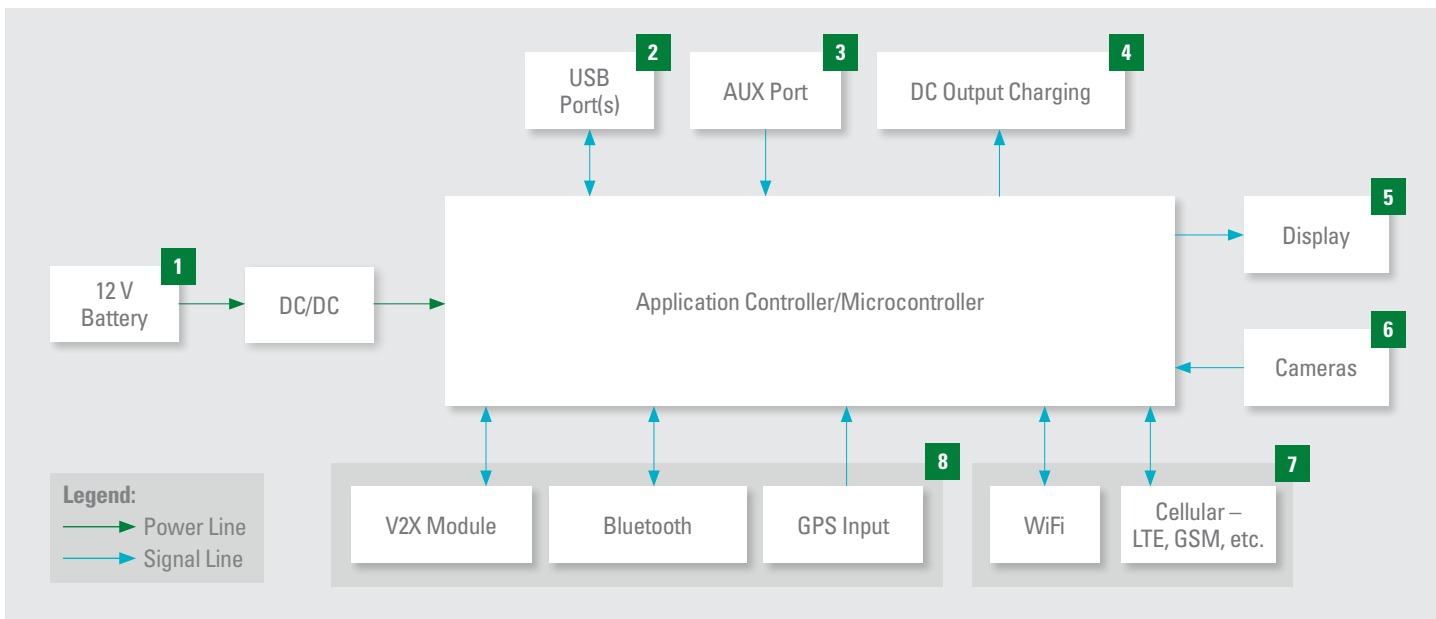 2
USB
Port(s)
3
AUX Port
4
DC Output Charging
5
Display
1
12 V
Battery
DC/DC
Application Controller/Microcontroller
6
Cameras
8
V2X Module
Bluetooth
GPS Input
7
WiFi
Cellular –
LTE, GSM, etc.
Legend:
Power Line
Signal Line